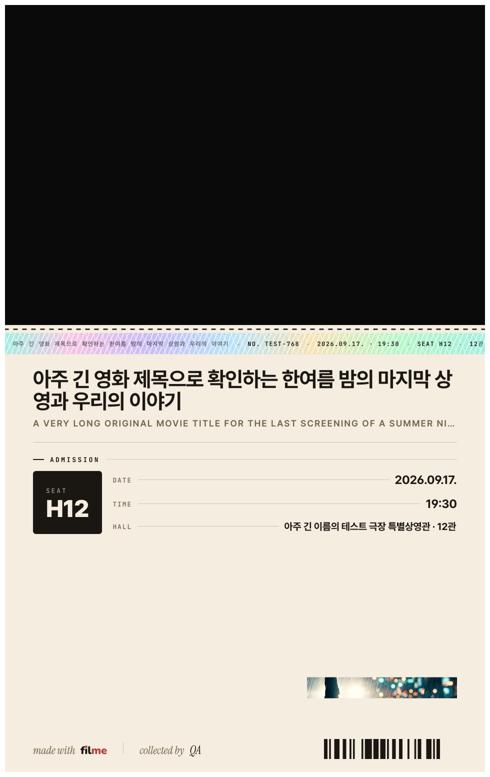 아주 긴 영화 제목으로 확인하는 한여름 밤의 마지막 상영과 우리의 이야기 NO. TEST-768 2026.09.17. · 19:30 SEAT H12 12관
아주 긴 영화 제목으로 확인하는 한여름 밤의 마지막 상
영과 우리의 이야기
A VERY LONG ORIGINAL MOVIE TITLE FOR THE LAST SCREENING OF A SUMMER NI…
ADMISSION
SEAT
H12
DATE 2026.09.17.
TIME 19:30
HALL 아주 긴 이름의 테스트 극장 특별상영관 · 12관
made with filme collected by QA